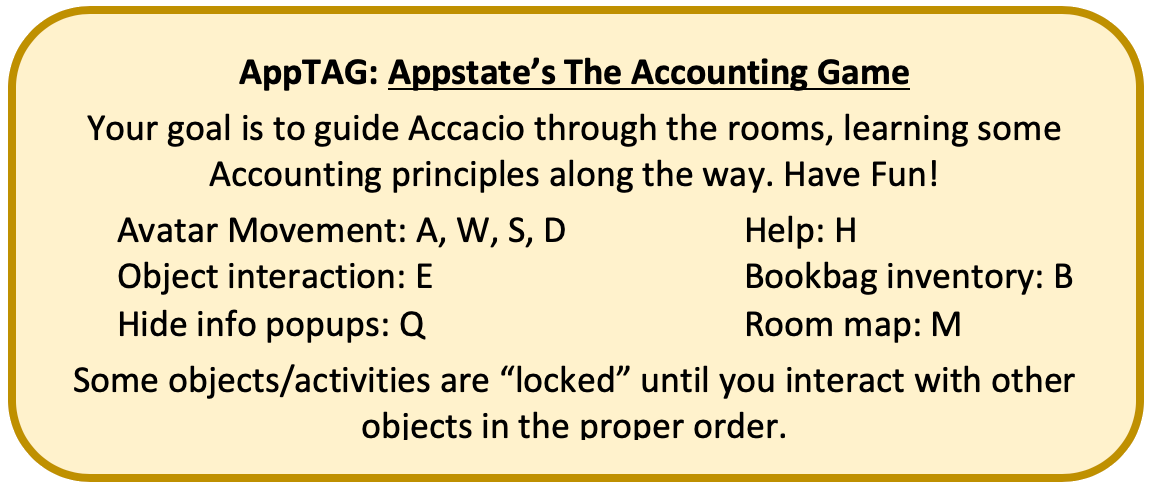 AppTAG: Appstate’s The Accounting Game
Your goal is to guide Accacio through the rooms, learning some
Accounting principles along the way. Have Fun!
Avatar Movement: A, W, S, D Help: H
Object interaction: E Bookbag inventory: B
Hide info popups: Q Room map: M
Some objects/activities are “locked” until you interact with other
objects in the proper order.